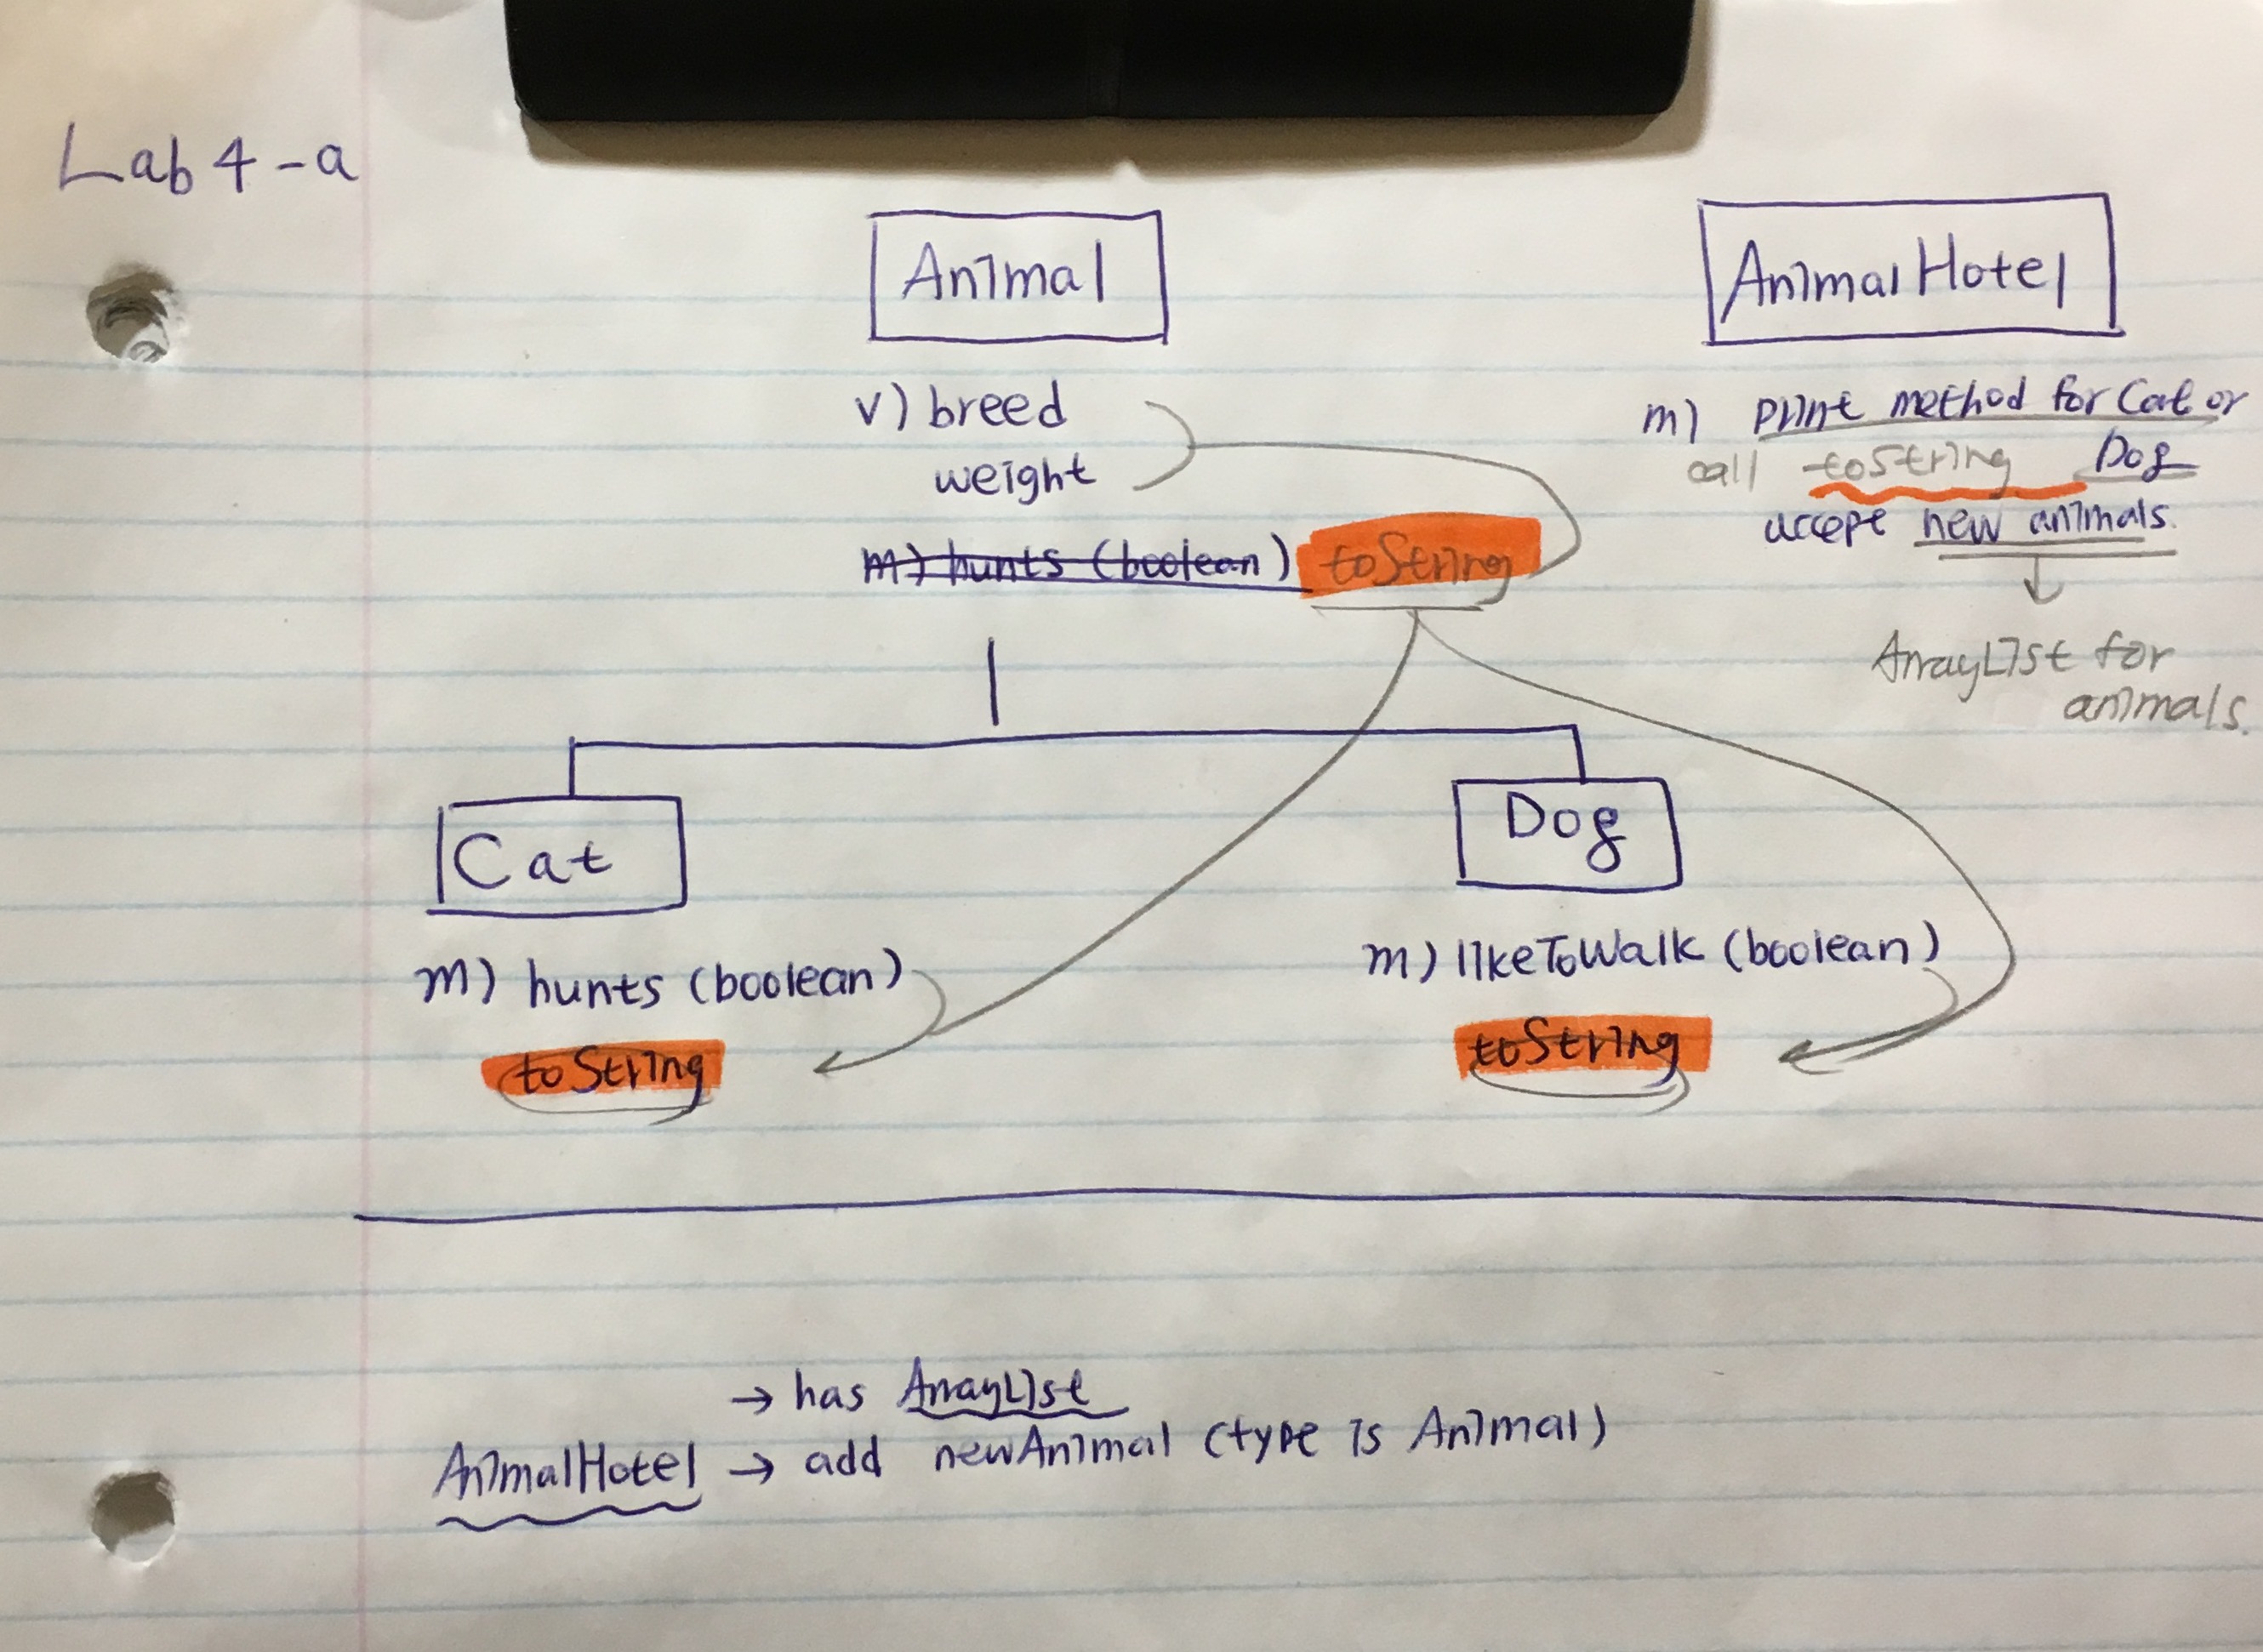 Lab 4-a
Animal
v) breed
weight
m) hunts (boolean) toString
AnimalHotel
m) print method for Cat or
call toString Dog
accept new animals.
ArrayList for
animals.
Cat
m) hunts (boolean)
toString
Dog
m) likeToWalk (boolean)
toString
→ has ArrayList
AnimalHotel → add newAnimal (type is Animal)